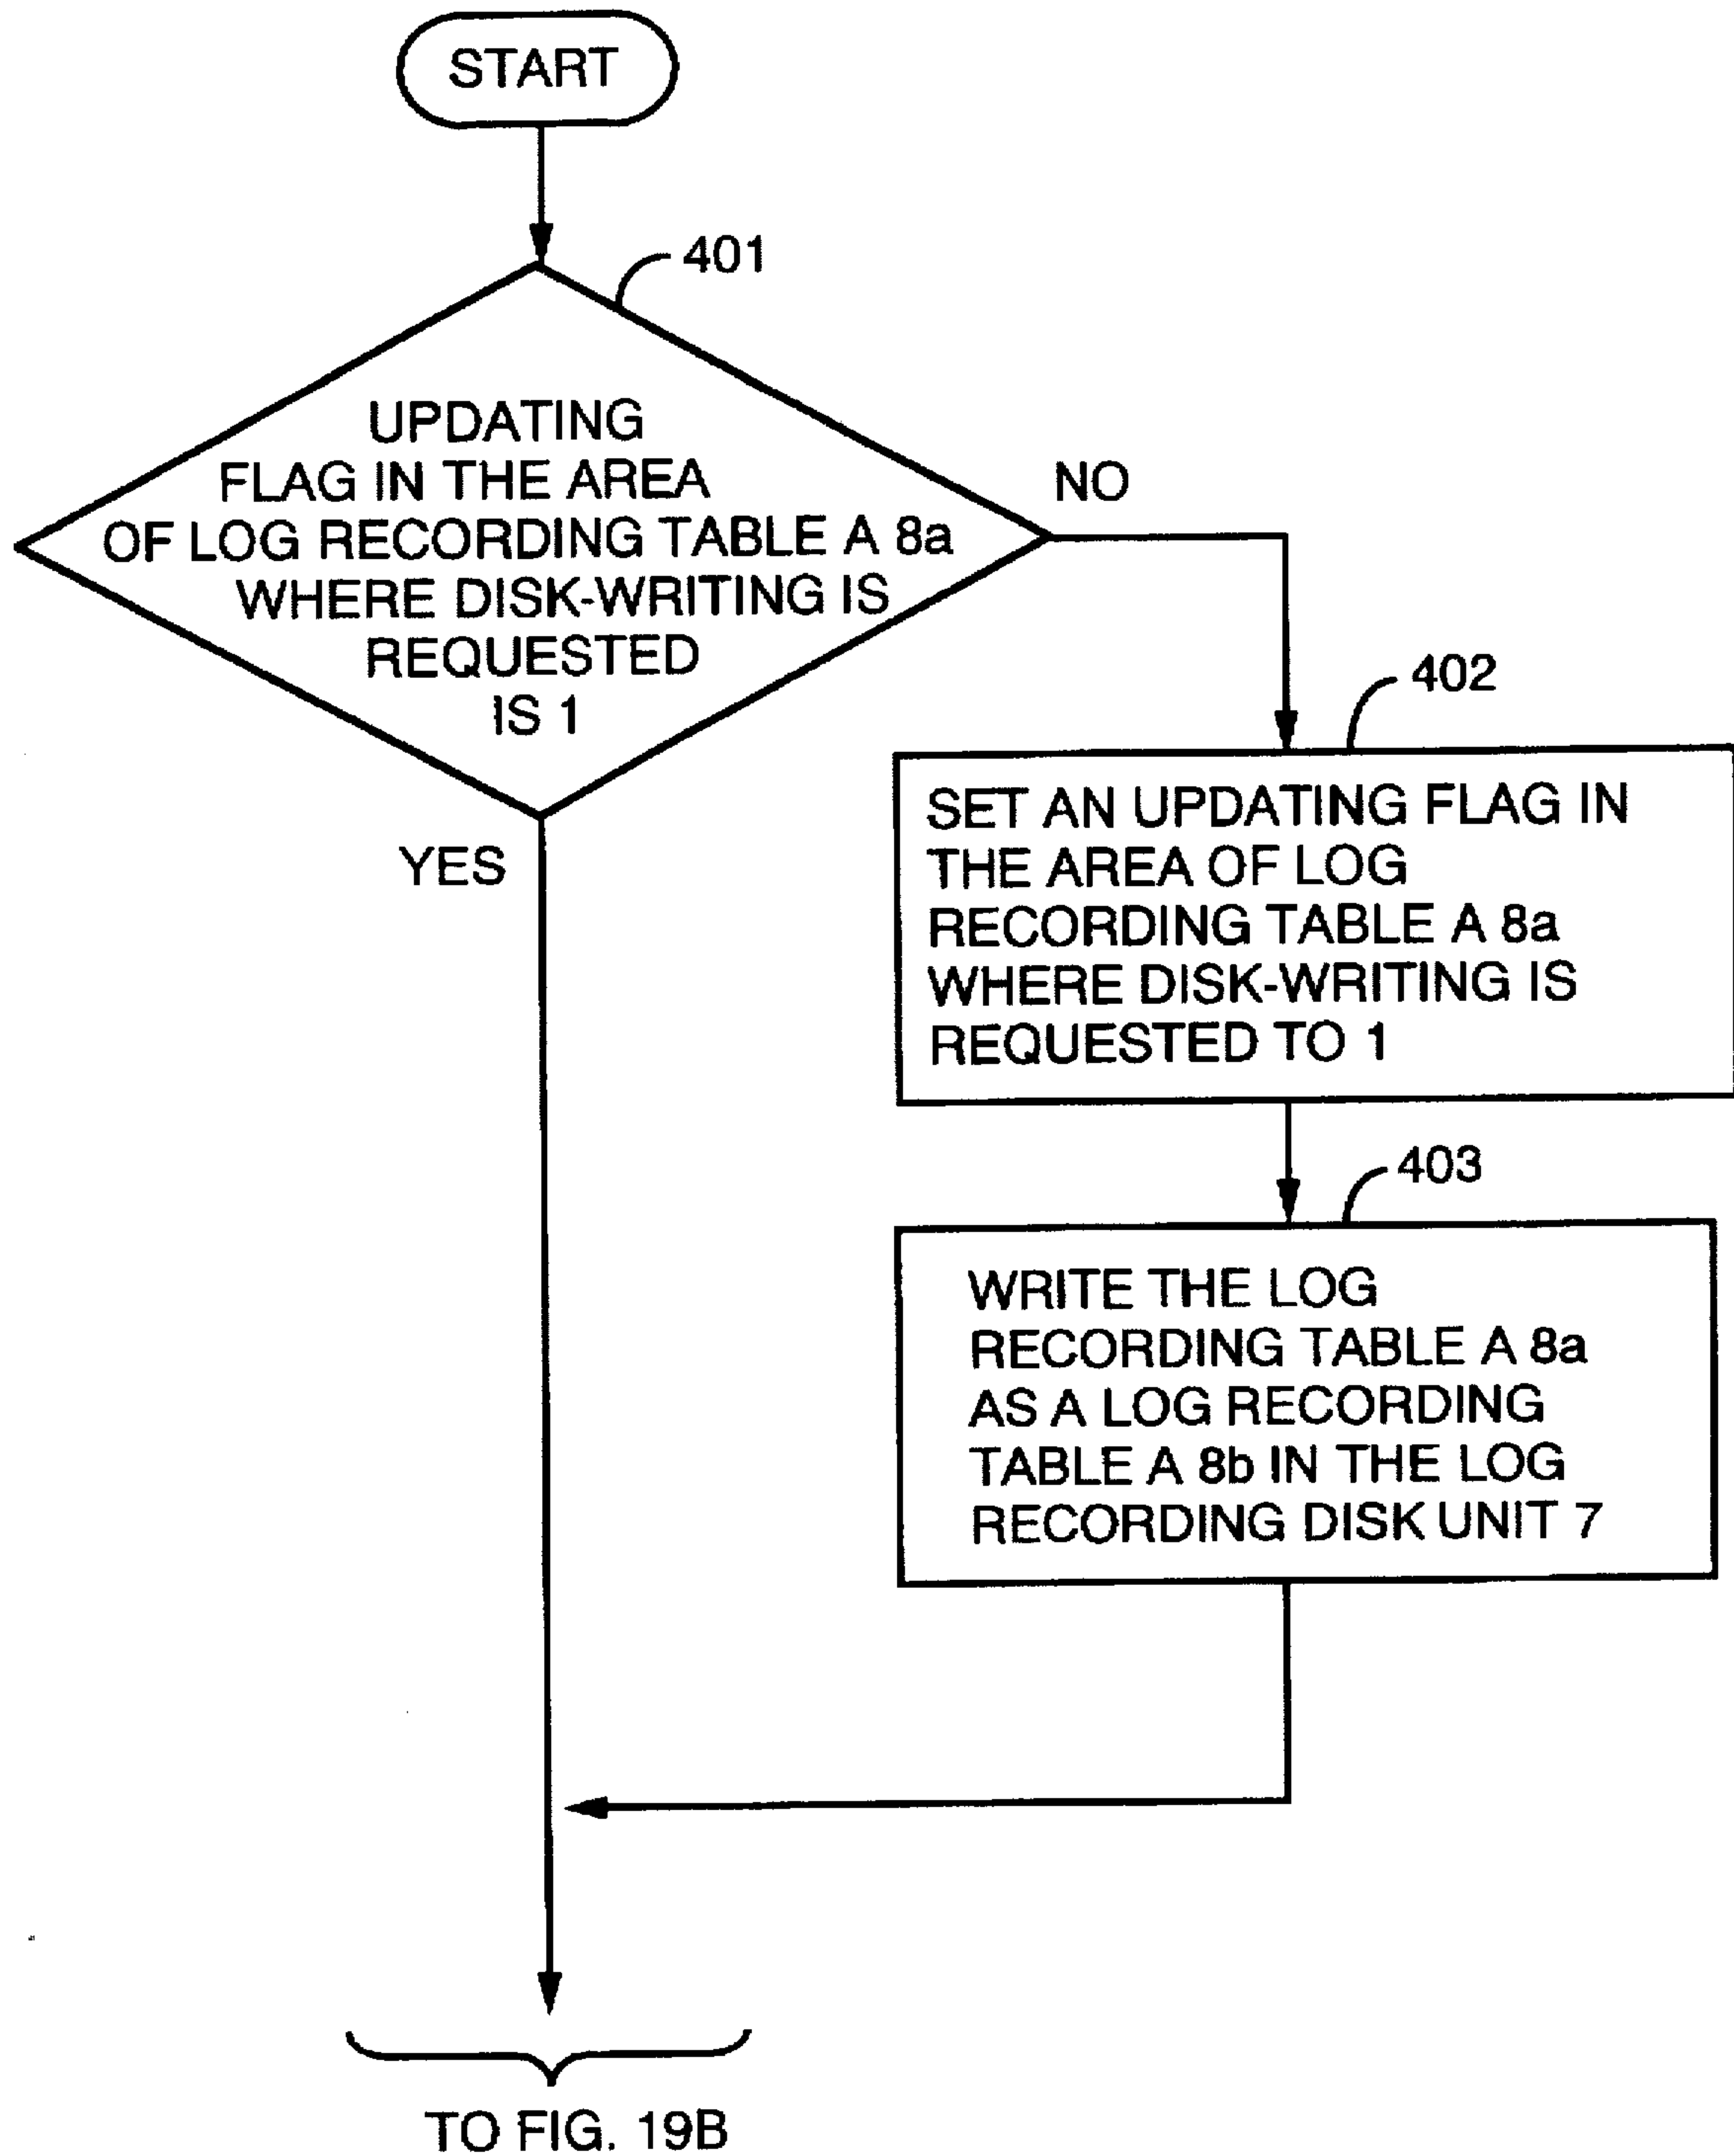 START
401
UPDATING
FLAG IN THE AREA
OF LOG RECORDING TABLE A 8a
WHERE DISK-WRITING IS
REQUESTED
IS 1
NO
YES
402
SET AN UPDATING FLAG IN
THE AREA OF LOG
RECORDING TABLE A 8a
WHERE DISK-WRITING IS
REQUESTED TO 1
403
WRITE THE LOG
RECORDING TABLE A 8a
AS A LOG RECORDING
TABLE A 8b IN THE LOG
RECORDING DISK UNIT 7
TO FIG. 19B